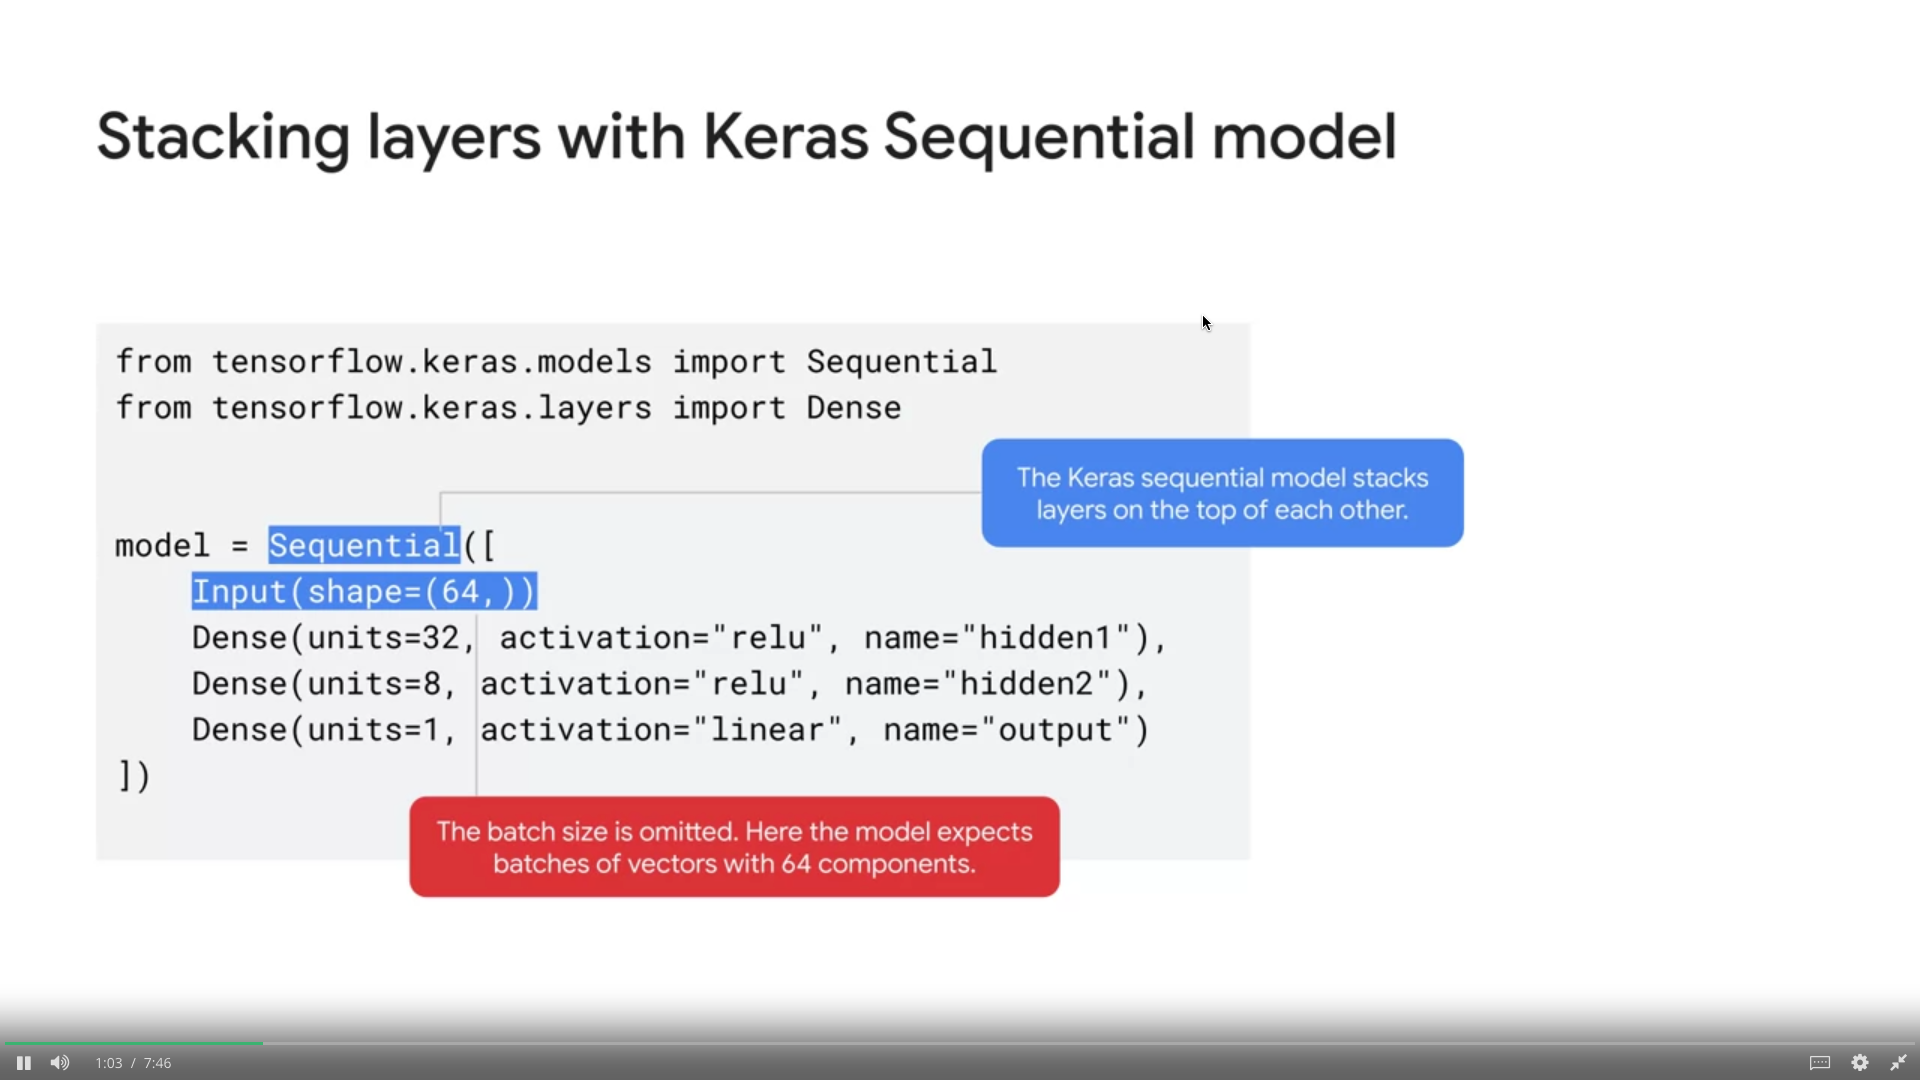 Stacking layers with Keras Sequential model
from tensorflow.keras.models import Sequential
from tensorflow.keras.layers import Dense
The Keras sequential model stacks
layers on the top of each other.
model = Sequential([
Input(shape=(64,))
Dense(units=32, activation="relu", name="hidden1"),
Dense(units=8, activation="relu", name="hidden2"),
Dense(units=1, activation="linear", name="output")
])
The batch size is omitted. Here the model expects
batches of vectors with 64 components.
1:03 / 7:46